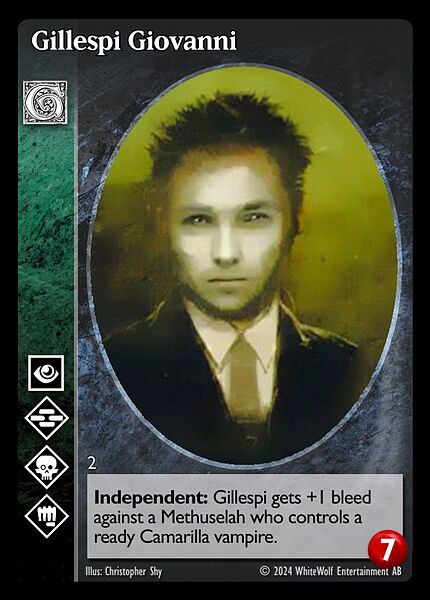 Gillespi Giovanni
G
2
Independent: Gillespi gets +1 bleed
against a Methuselah who controls a
ready Camarilla vampire.
7
Illus: Christopher Shy © 2024 WhiteWolf Entertainment AB